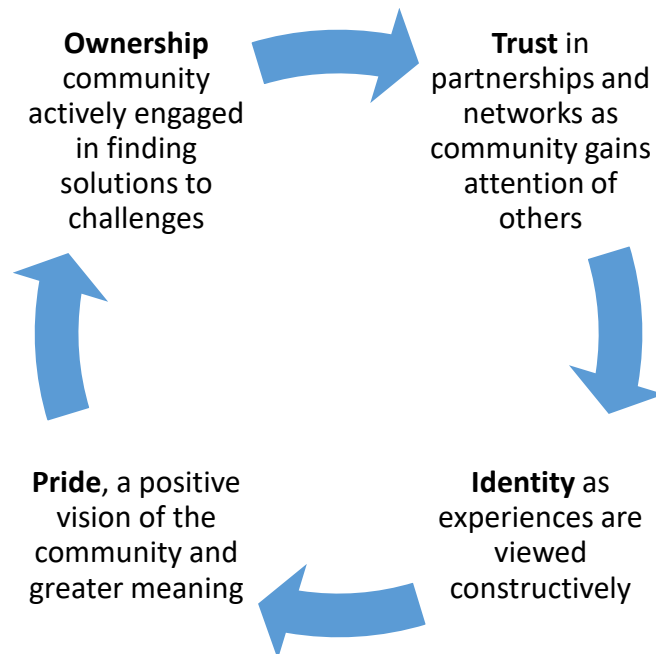 Ownership
community
actively engaged
in finding
solutions to
challenges
Trust in
partnerships and
networks as
community gains
attention of
others
Identity as
experiences are
viewed
constructively
Pride, a positive
vision of the
community and
greater meaning